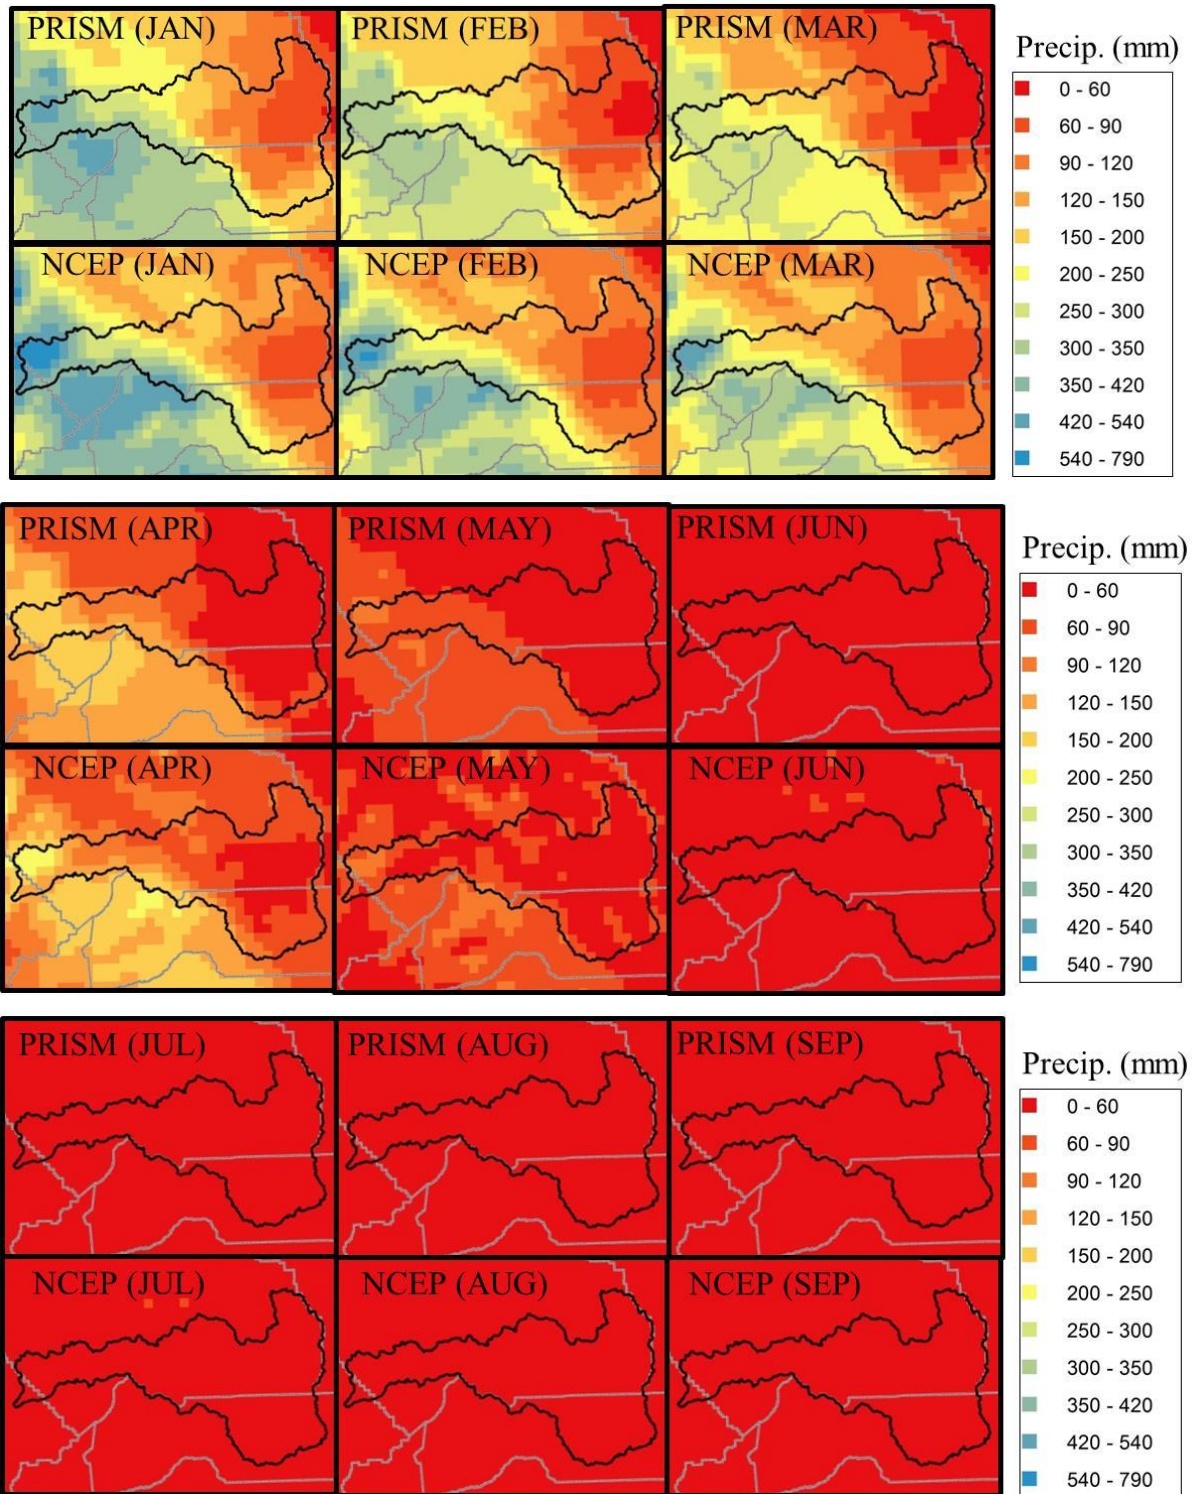 PRISM (JAN)
PRISM (FEB)
PRISM (MAR)
NCEP (JAN)
NCEP (FEB)
NCEP (MAR)
Precip. (mm)
0 - 60
60 - 90
90 - 120
120 - 150
150 - 200
200 - 250
250 - 300
300 - 350
350 - 420
420 - 540
540 - 790
PRISM (APR)
PRISM (MAY)
PRISM (JUN)
NCEP (APR)
NCEP (MAY)
NCEP (JUN)
Precip. (mm)
0 - 60
60 - 90
90 - 120
120 - 150
150 - 200
200 - 250
250 - 300
300 - 350
350 - 420
420 - 540
540 - 790
PRISM (JUL)
PRISM (AUG)
PRISM (SEP)
NCEP (JUL)
NCEP (AUG)
NCEP (SEP)
Precip. (mm)
0 - 60
60 - 90
90 - 120
120 - 150
150 - 200
200 - 250
250 - 300
300 - 350
350 - 420
420 - 540
540 - 790